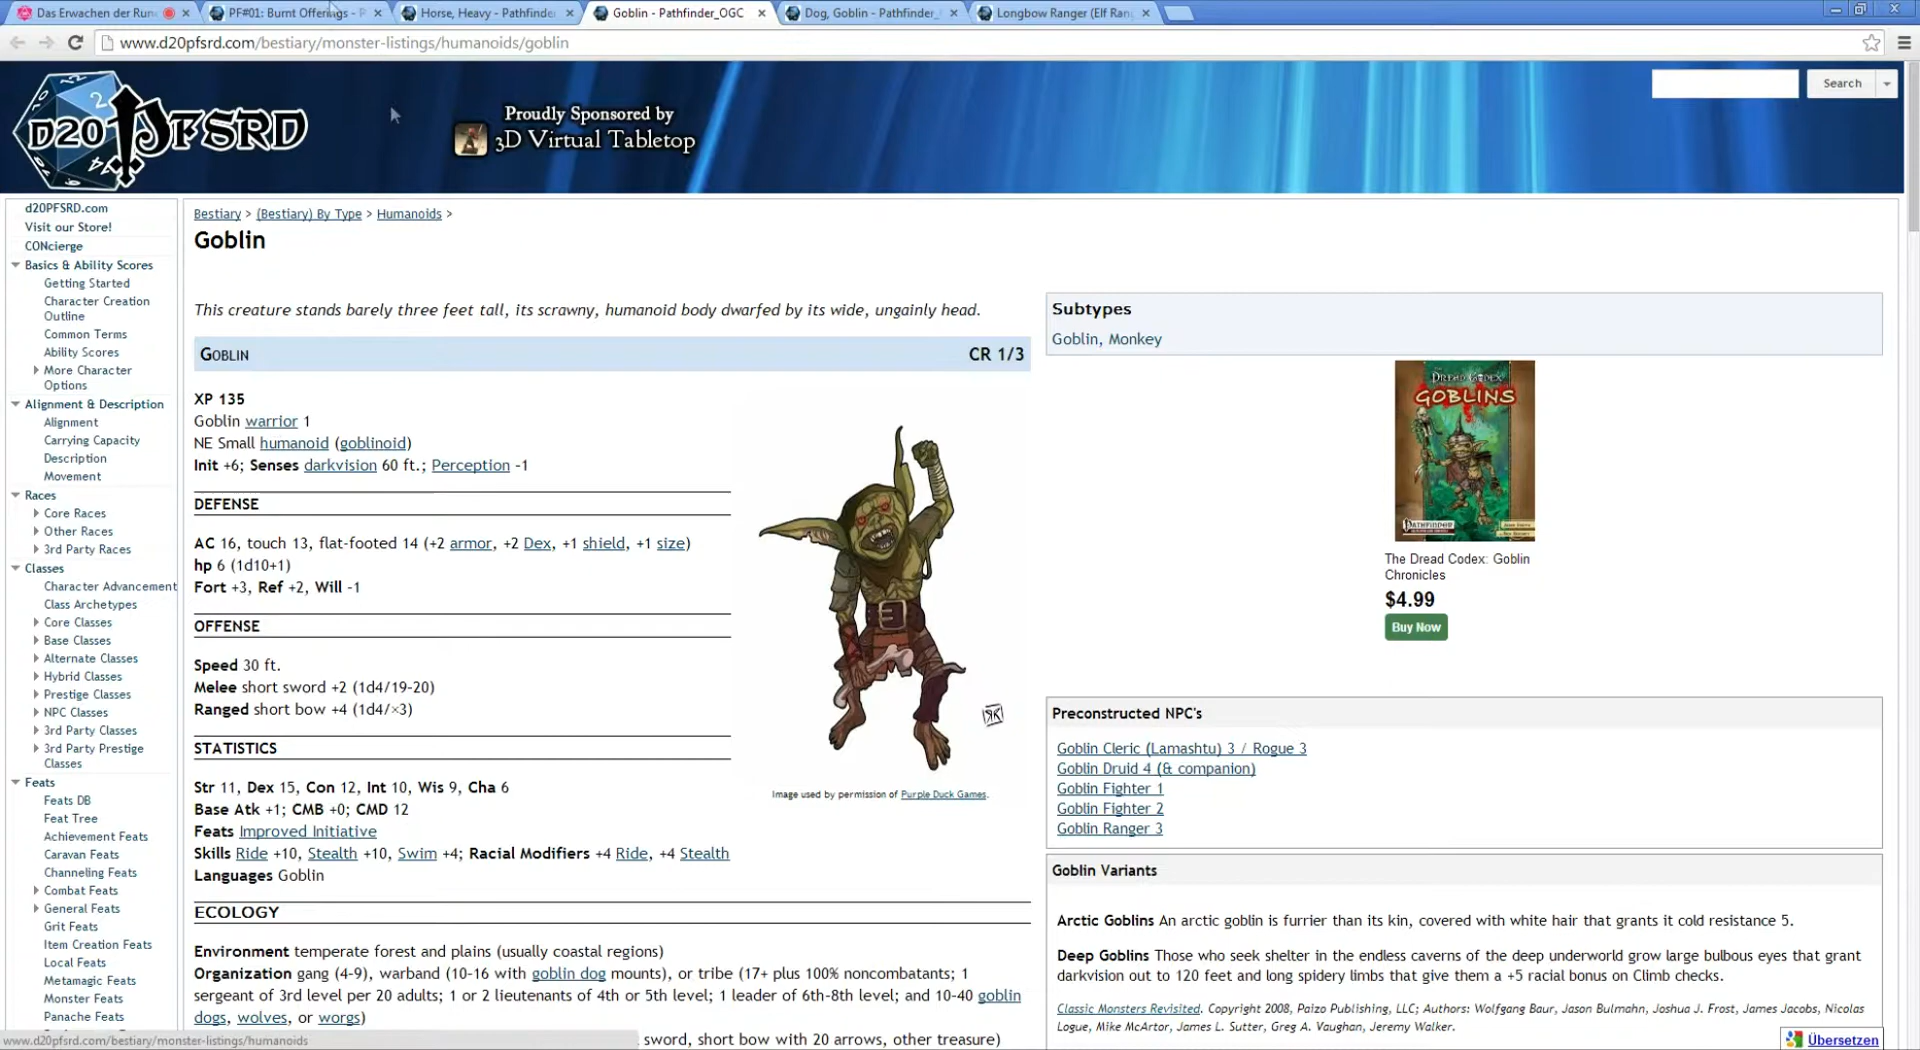 Das Erwachen der Rune
PF#01: Burnt Offerings - P
Horse, Heavy - Pathfinder
Goblin - Pathfinder_OGC
Dog, Goblin - Pathfinder_
Longbow Ranger (Elf Rang
www.d20pfsrd.com/bestiary/monster-listings/humanoids/goblin
D20 PFSRD
Proudly Sponsored by
3D Virtual Tabletop
Search
d20PFSRD.com
Visit our Store!
CONcierge
Basics & Ability Scores
Getting Started
Character Creation
Outline
Common Terms
Ability Scores
More Character
Options
Alignment & Description
Alignment
Carrying Capacity
Description
Movement
Races
Core Races
Other Races
3rd Party Races
Classes
Character Advancement
Class Archetypes
Core Classes
Base Classes
Alternate Classes
Hybrid Classes
Prestige Classes
NPC Classes
3rd Party Classes
3rd Party Prestige
Classes
Feats
Feats DB
Feat Tree
Achievement Feats
Caravan Feats
Channeling Feats
Combat Feats
General Feats
Grit Feats
Item Creation Feats
Local Feats
Metamagic Feats
Monster Feats
Panache Feats
Bestiary > (Bestiary) By Type > Humanoids >
Goblin
This creature stands barely three feet tall, its scrawny, humanoid body dwarfed by its wide, ungainly head.
GOBLIN CR 1/3
XP 135
Goblin warrior 1
NE Small humanoid (goblinoid)
Init +6; Senses darkvision 60 ft.; Perception -1
DEFENSE
AC 16, touch 13, flat-footed 14 (+2 armor, +2 Dex, +1 shield, +1 size)
hp 6 (1d10+1)
Fort +3, Ref +2, Will -1
OFFENSE
Speed 30 ft.
Melee short sword +2 (1d4/19-20)
Ranged short bow +4 (1d4/×3)
STATISTICS
Str 11, Dex 15, Con 12, Int 10, Wis 9, Cha 6
Base Atk +1; CMB +0; CMD 12
Feats Improved Initiative
Skills Ride +10, Stealth +10, Swim +4; Racial Modifiers +4 Ride, +4 Stealth
Languages Goblin
Image used by permission of Purple Duck Games.
ECOLOGY
Environment temperate forest and plains (usually coastal regions)
Organization gang (4-9), warband (10-16 with goblin dog mounts), or tribe (17+ plus 100% noncombatants; 1
sergeant of 3rd level per 20 adults; 1 or 2 lieutenants of 4th or 5th level; 1 leader of 6th-8th level; and 10-40 goblin
dogs, wolves, or worgs)
sword, short bow with 20 arrows, other treasure)
www.d20pfsrd.com/bestiary/monster-listings/humanoids
Subtypes
Goblin, Monkey
DREAD CODEX
GOBLINS
PATHFINDER
The Dread Codex: Goblin
Chronicles
$4.99
Buy Now
Preconstructed NPC's
Goblin Cleric (Lamashtu) 3 / Rogue 3
Goblin Druid 4 (& companion)
Goblin Fighter 1
Goblin Fighter 2
Goblin Ranger 3
Goblin Variants
Arctic Goblins An arctic goblin is furrier than its kin, covered with white hair that grants it cold resistance 5.
Deep Goblins Those who seek shelter in the endless caverns of the deep underworld grow large bulbous eyes that grant
darkvision out to 120 feet and long spidery limbs that give them a +5 racial bonus on Climb checks.
Classic Monsters Revisited. Copyright 2008, Paizo Publishing, LLC; Authors: Wolfgang Baur, Jason Bulmahn, Joshua J. Frost, James Jacobs, Nicolas
Logue, Mike McArtor, James L. Sutter, Greg A. Vaughan, Jeremy Walker.
Übersetzen